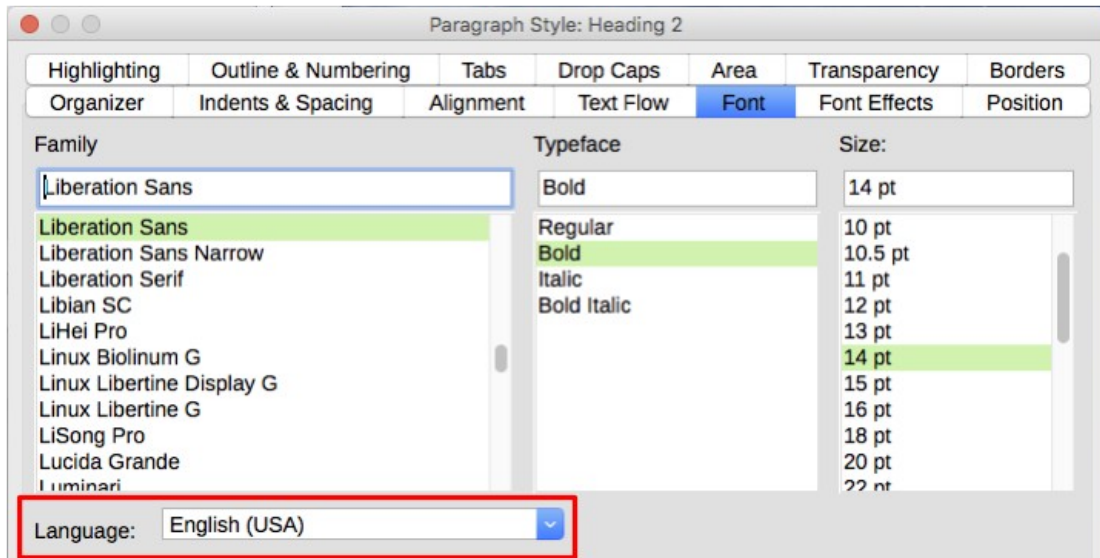 Paragraph Style: Heading 2
Highlighting Outline & Numbering Tabs Drop Caps Area Transparency Borders
Organizer Indents & Spacing Alignment Text Flow Font Font Effects Position
Family Typeface Size:
Liberation Sans Bold 14 pt
Liberation Sans Regular 10 pt
Liberation Sans Narrow Bold 10.5 pt
Liberation Serif Italic 11 pt
Libian SC Bold Italic 12 pt
LiHei Pro 13 pt
Linux Biolinum G 14 pt
Linux Libertine Display G 15 pt
Linux Libertine G 16 pt
LiSong Pro 18 pt
Lucida Grande 20 pt
Luminari 22 pt
Language: English (USA)